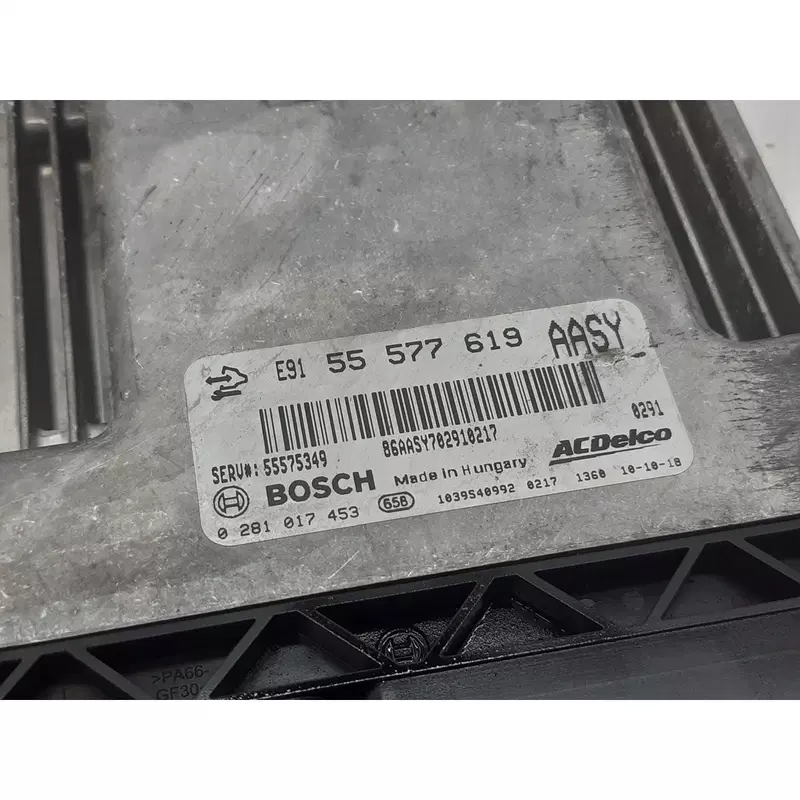 E91 55 577 619 AASY
SERV#: 55575349 86AASY702910217 0291
BOSCH Made in Hungary ACDelco
0 281 017 453 65B 1039S40992 0217 1360 10-10-18
>PA66-
GF30